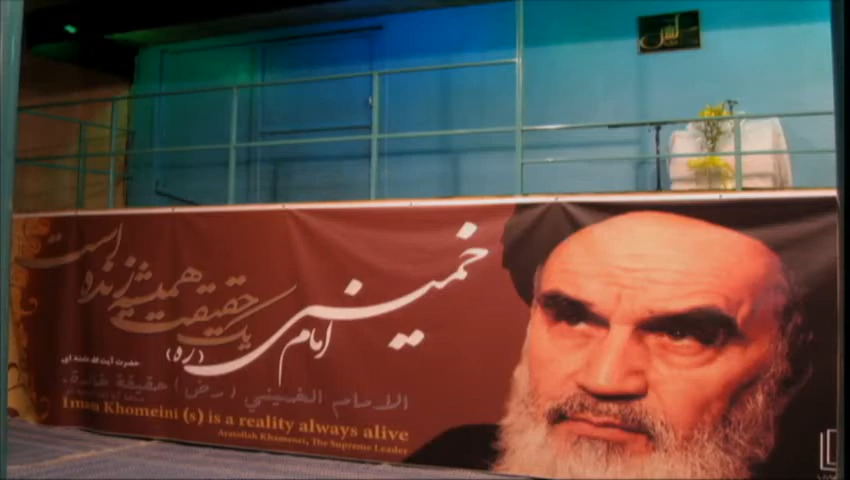 امام خمینی (ره)
یک حقیقت همیشه زنده است
حضرت آیت الله خامنه ای
الامام الخميني (رض) حقيقة خالدة
Imam Khomeini (s) is a reality always alive
Ayatollah Khamenei, The Supreme Leader